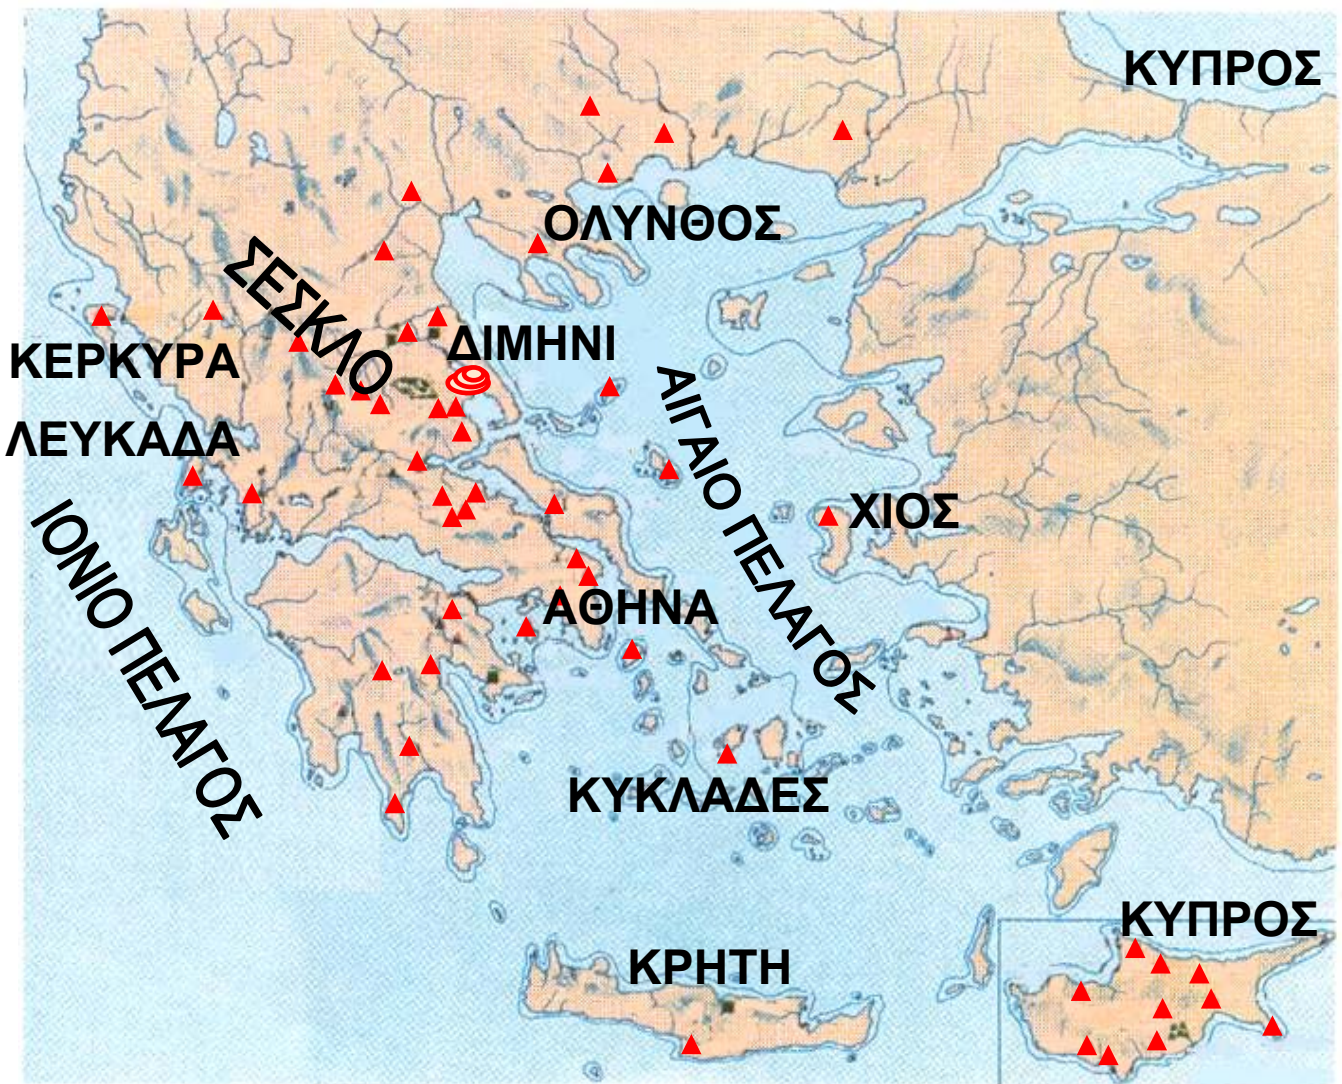 ΚΥΠΡΟΣ
ΟΛΥΝΘΟΣ
ΣΕΣΚΛΟ
ΔΙΜΗΝΙ
ΚΕΡΚΥΡΑ
ΛΕΥΚΑΔΑ
ΑΙΓΑΙΟ ΠΕΛΑΓΟΣ
ΙΟΝΙΟ ΠΕΛΑΓΟΣ
ΧΙΟΣ
ΑΘΗΝΑ
ΚΥΚΛΑΔΕΣ
ΚΥΠΡΟΣ
ΚΡΗΤΗ